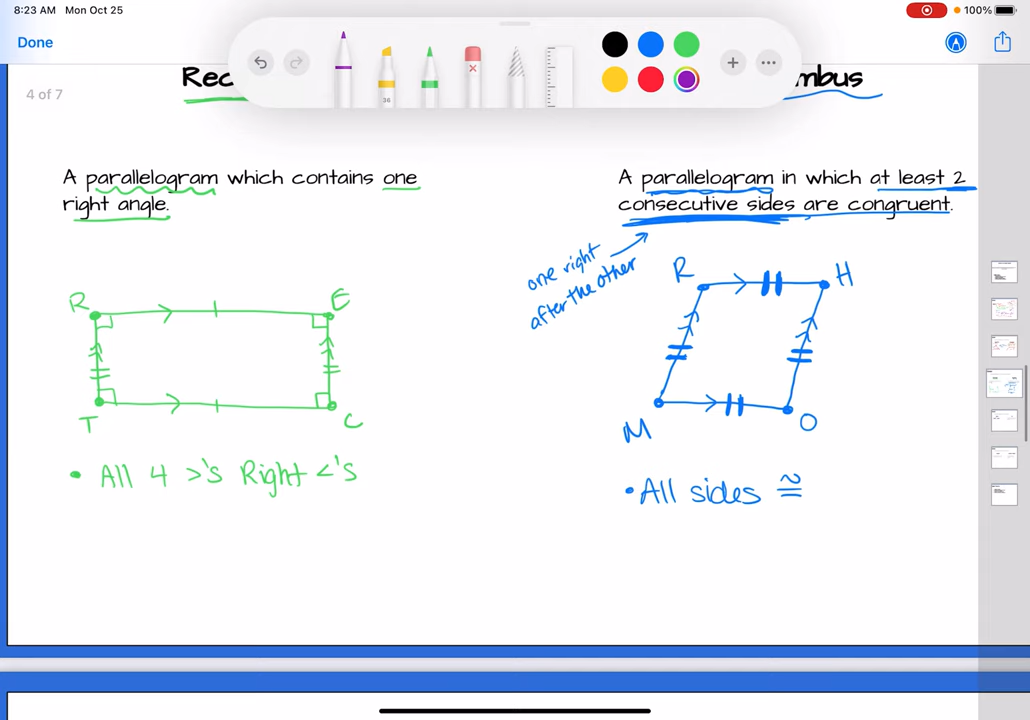 8:23 AM Mon Oct 25
100%
Done
36
4 of 7
Rec
mbus
A parallelogram which contains one
right angle.
A parallelogram in which at least 2
consecutive sides are congruent.
one right
after the other
R
E
T
C
R
H
M
O
• All 4 >'s Right <'s
• All sides ≅